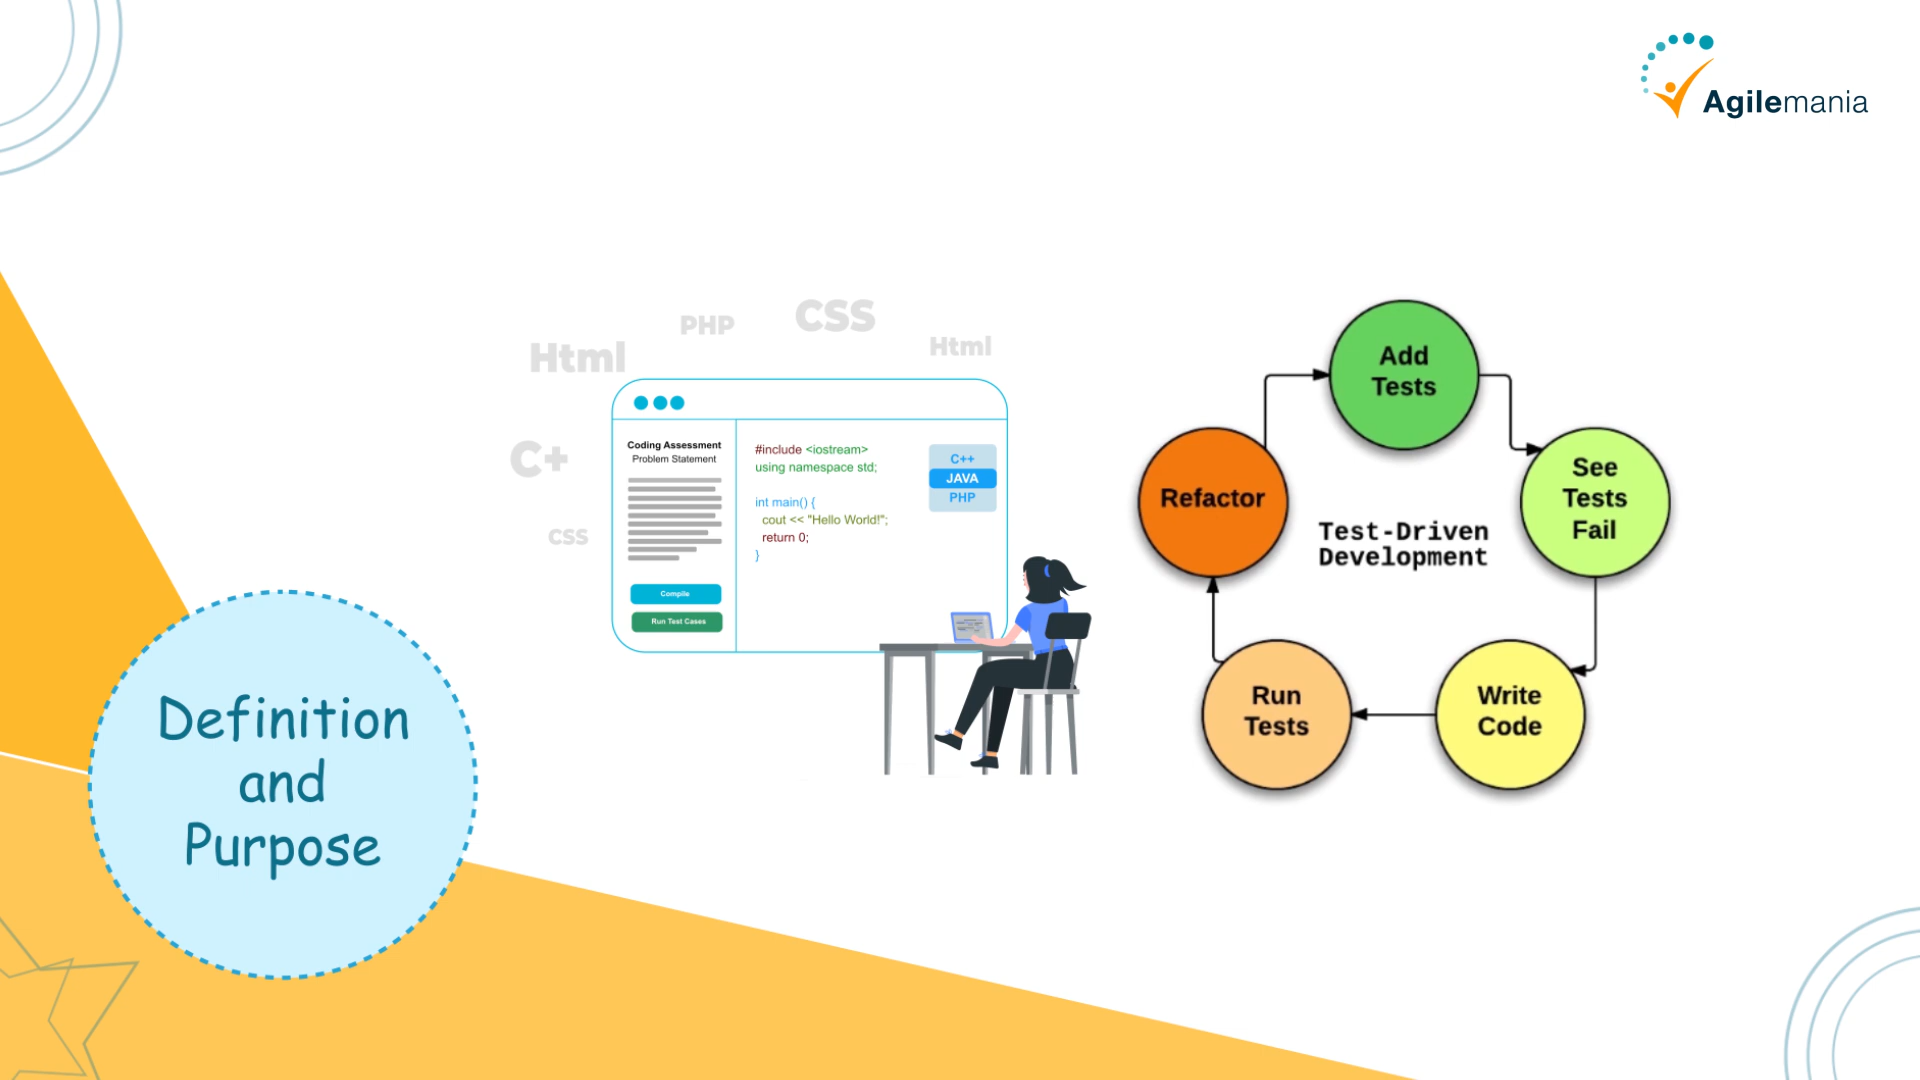 Agilemania
CSS
PHP
Html
Html
C+
CSS
Coding Assessment
Problem Statement
Compile
Run Test Cases
#include <iostream>
using namespace std;
int main() {
cout << "Hello World!";
return 0;
}
C++
JAVA
PHP
Add
Tests
See
Tests
Fail
Write
Code
Run
Tests
Refactor
Test-Driven
Development
Definition
and
Purpose